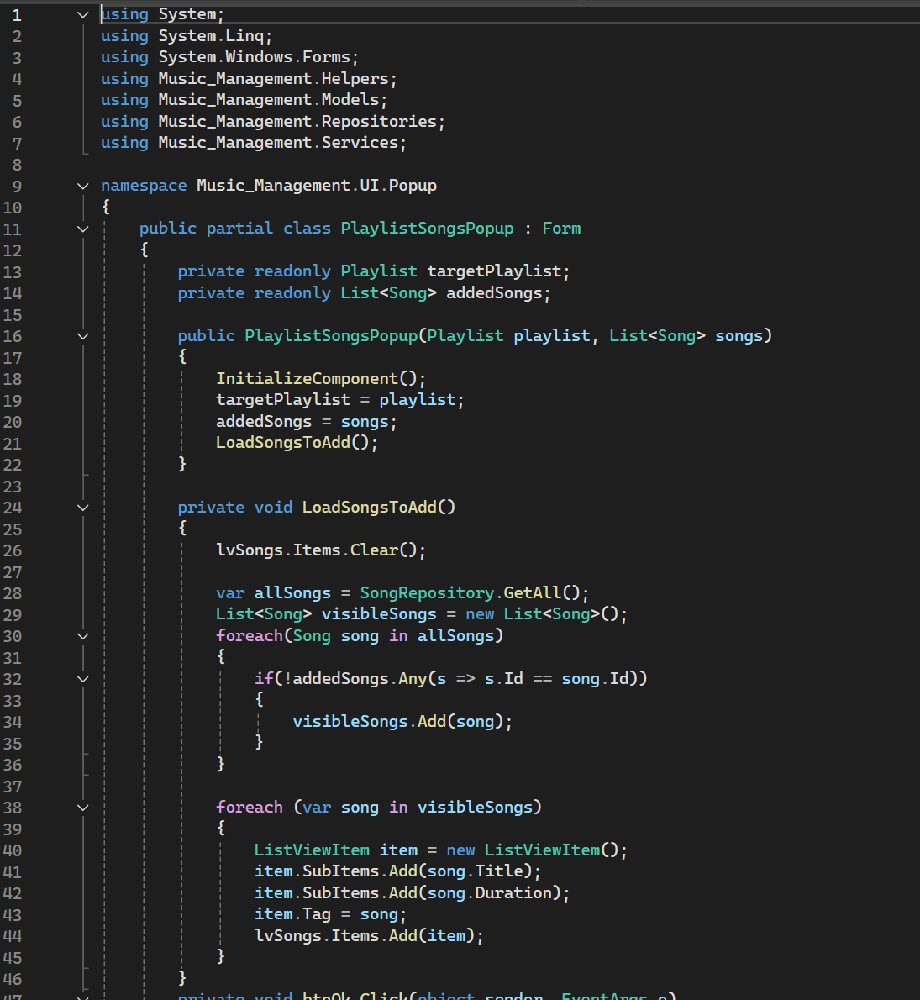 1 using System;
2 using System.Linq;
3 using System.Windows.Forms;
4 using Music_Management.Helpers;
5 using Music_Management.Models;
6 using Music_Management.Repositories;
7 using Music_Management.Services;
8
9 namespace Music_Management.UI.Popup
10 {
11     public partial class PlaylistSongsPopup : Form
12     {
13         private readonly Playlist targetPlaylist;
14         private readonly List<Song> addedSongs;
15
16         public PlaylistSongsPopup(Playlist playlist, List<Song> songs)
17         {
18             InitializeComponent();
19             targetPlaylist = playlist;
20             addedSongs = songs;
21             LoadSongsToAdd();
22         }
23
24         private void LoadSongsToAdd()
25         {
26             lvSongs.Items.Clear();
27
28             var allSongs = SongRepository.GetAll();
29             List<Song> visibleSongs = new List<Song>();
30             foreach(Song song in allSongs)
31             {
32                 if(!addedSongs.Any(s => s.Id == song.Id))
33                 {
34                     visibleSongs.Add(song);
35                 }
36             }
37
38             foreach (var song in visibleSongs)
39             {
40                 ListViewItem item = new ListViewItem();
41                 item.SubItems.Add(song.Title);
42                 item.SubItems.Add(song.Duration);
43                 item.Tag = song;
44                 lvSongs.Items.Add(item);
45             }
46         }
47         private void btnOk_Click(object sender, EventArgs e)